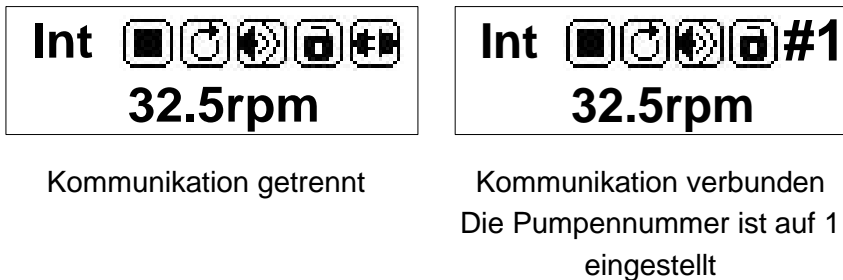 Int
32.5rpm
Kommunikation getrennt
Int #1
32.5rpm
Kommunikation verbunden
Die Pumpennummer ist auf 1
eingestellt